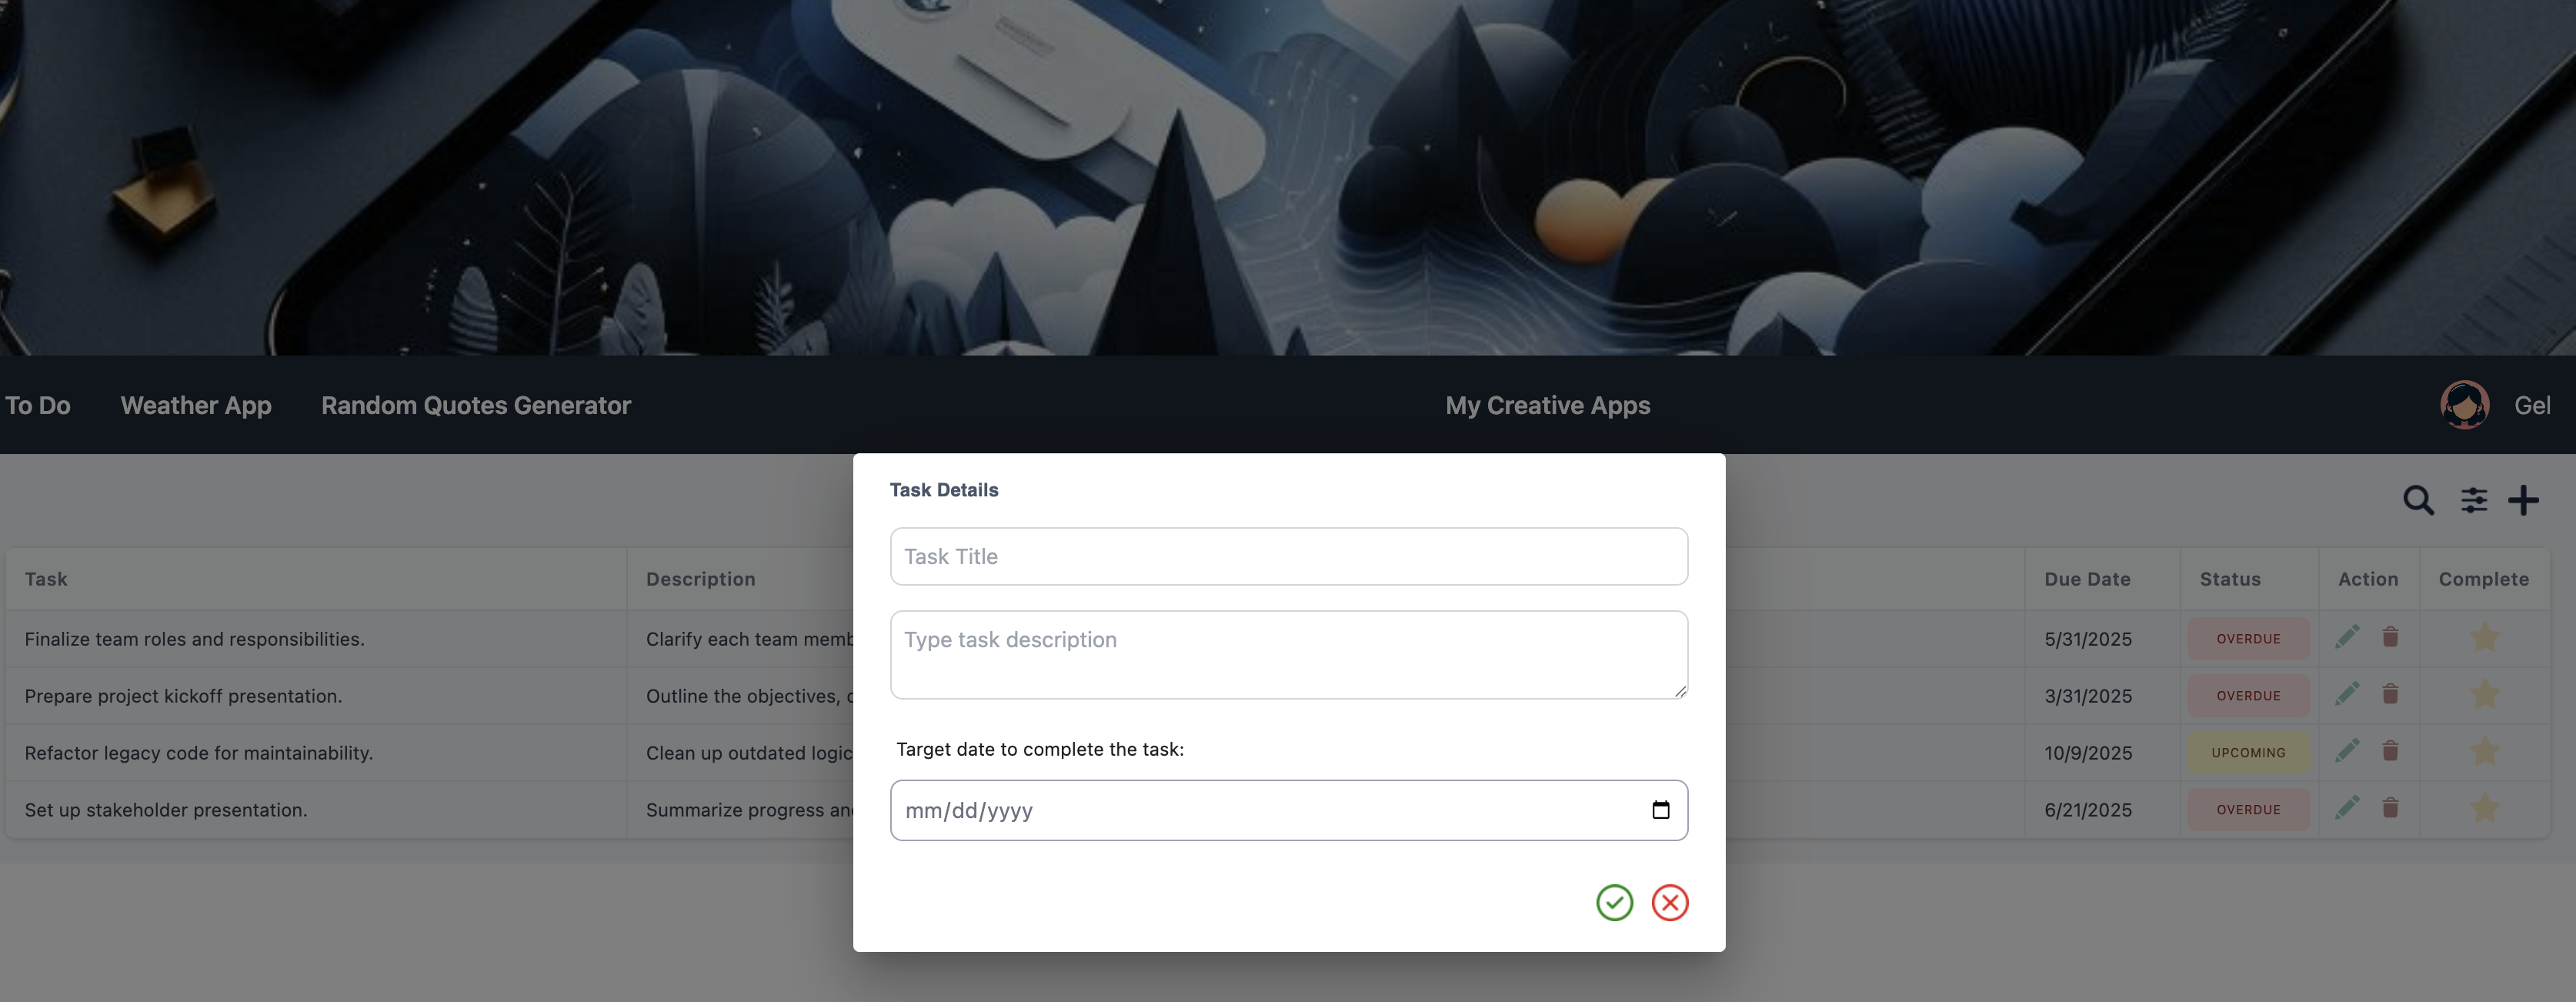 To Do Weather App Random Quotes Generator My Creative Apps Gel
Task Details
Task Title
Type task description
Target date to complete the task:
mm/dd/yyyy
Task Description Due Date Status Action Complete
Finalize team roles and responsibilities. Clarify each team memb 5/31/2025 OVERDUE
Prepare project kickoff presentation. Outline the objectives, 3/31/2025 OVERDUE
Refactor legacy code for maintainability. Clean up outdated logic 10/9/2025 UPCOMING
Set up stakeholder presentation. Summarize progress an 6/21/2025 OVERDUE